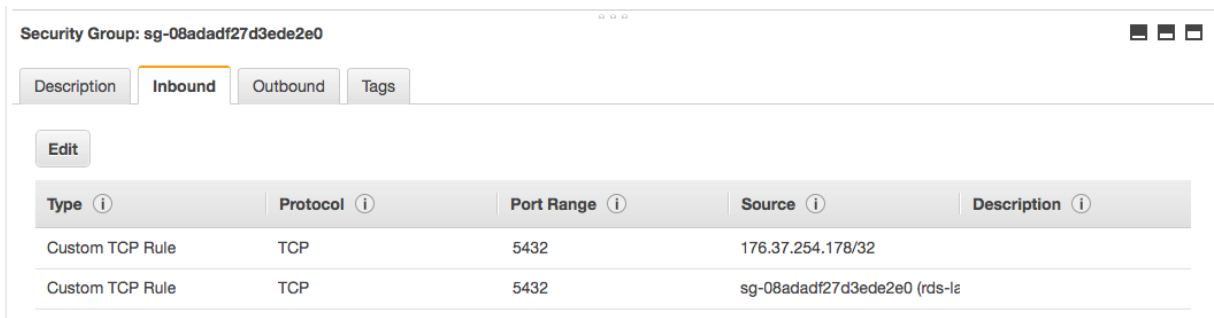 Security Group: sg-08adadf27d3ede2e0
Description Inbound Outbound Tags
Edit
Type i Protocol i Port Range i Source i Description i
Custom TCP Rule TCP 5432 176.37.254.178/32
Custom TCP Rule TCP 5432 sg-08adadf27d3ede2e0 (rds-la